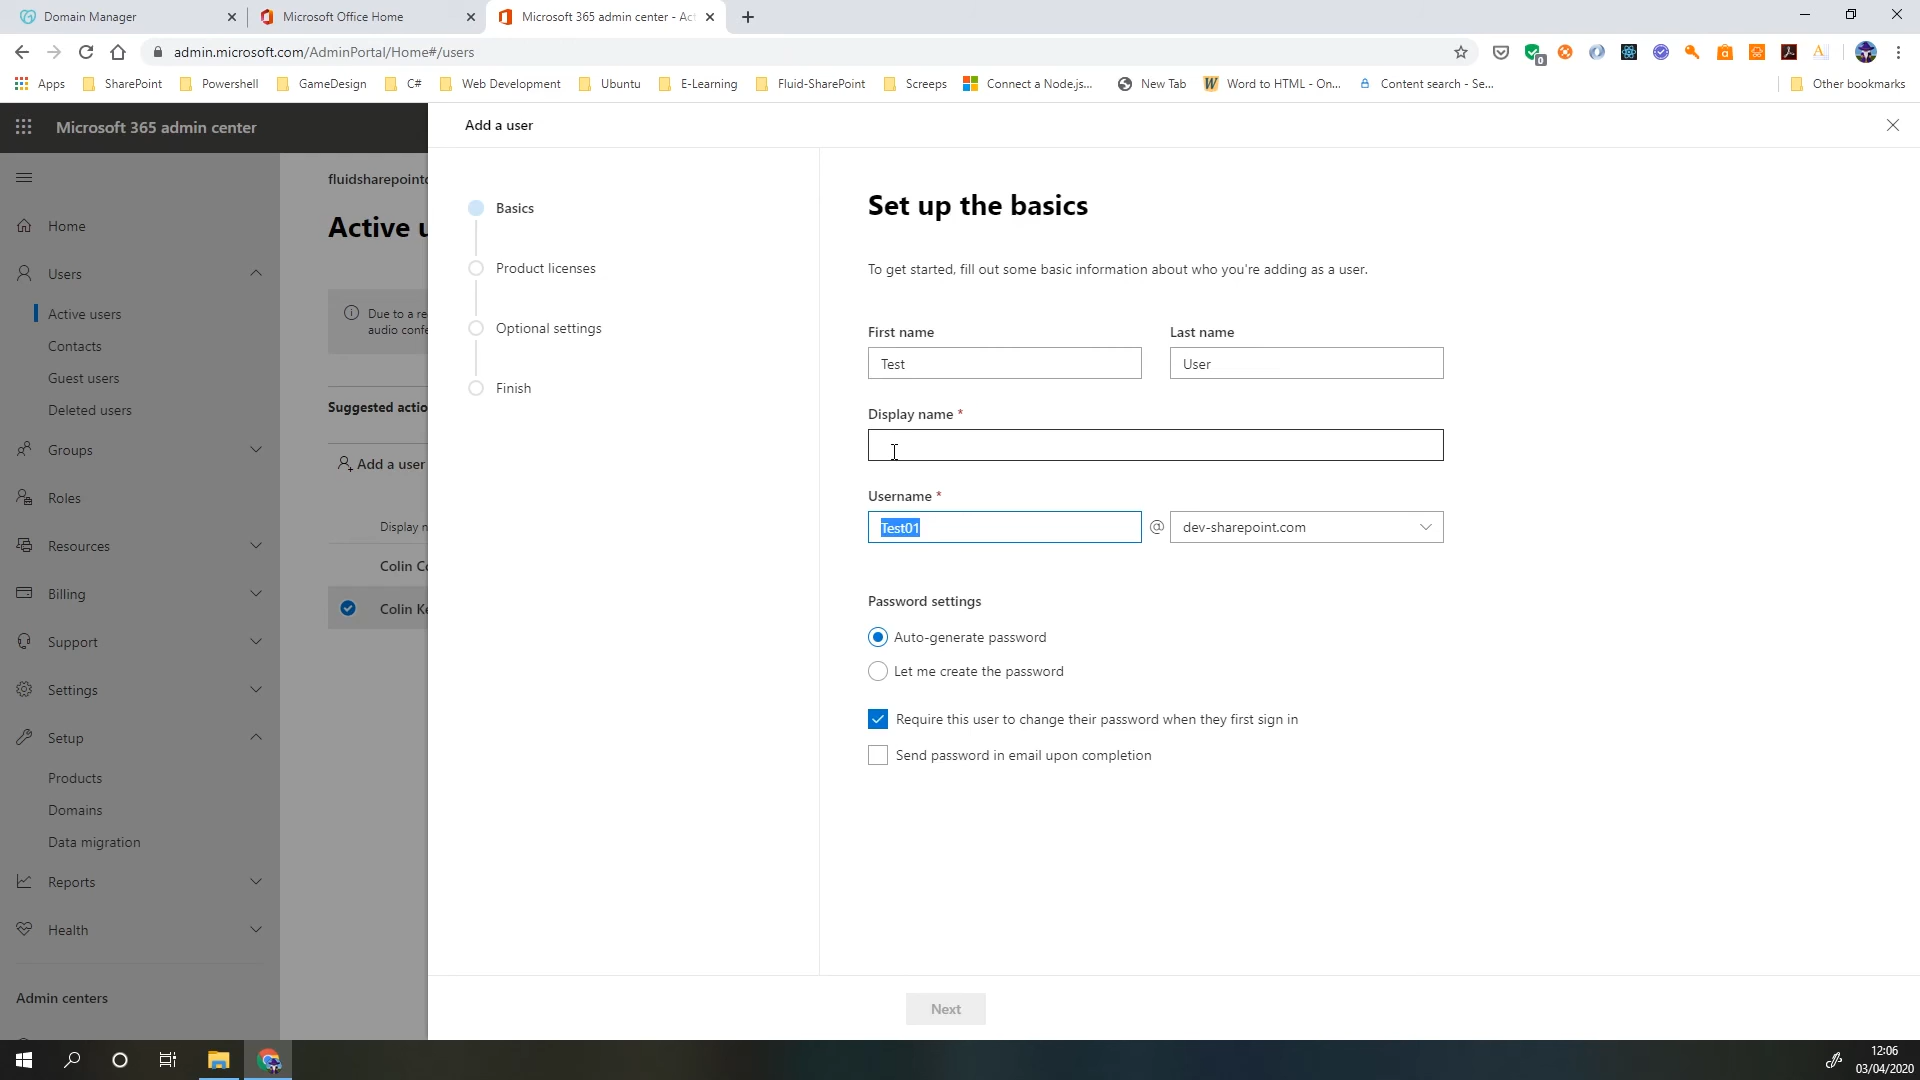 Domain Manager
Microsoft Office Home
Microsoft 365 admin center - Act
admin.microsoft.com/AdminPortal/Home#/users
0
Apps
SharePoint
Powershell
GameDesign
C#
Web Development
Ubuntu
E-Learning
Fluid-SharePoint
Screeps
Connect a Node.js...
New Tab
Word to HTML - On...
Content search - Se...
Other bookmarks
Microsoft 365 admin center
Home
Users
Active users
Contacts
Guest users
Deleted users
Groups
Roles
Resources
Billing
Support
Settings
Setup
Products
Domains
Data migration
Reports
Health
Admin centers
fluidsharepoint
Active u
Due to a re
audio confe
Suggested actio
Add a user
Display n
Colin Co
Colin Ke
Add a user
Basics
Product licenses
Optional settings
Finish
Set up the basics
To get started, fill out some basic information about who you're adding as a user.
First name
Last name
Test
User
Display name *
Username *
Test01
@
dev-sharepoint.com
Password settings
Auto-generate password
Let me create the password
Require this user to change their password when they first sign in
Send password in email upon completion
Next
12:06
03/04/2020